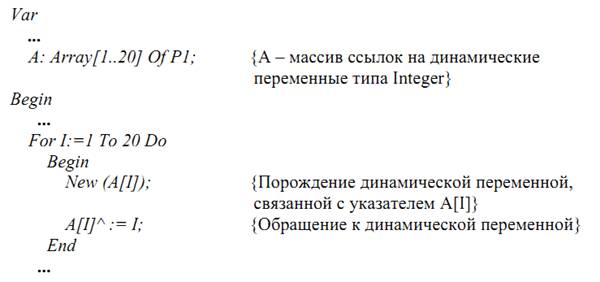 Var
...
A: Array[1..20] Of P1; {A – массив ссылок на динамические
переменные типа Integer}
Begin
...
For I:=1 To 20 Do
Begin
New (A[I]); {Порождение динамической переменной,
связанной с указателем A[I]}
A[I]^ := I; {Обращение к динамической переменной}
End
...